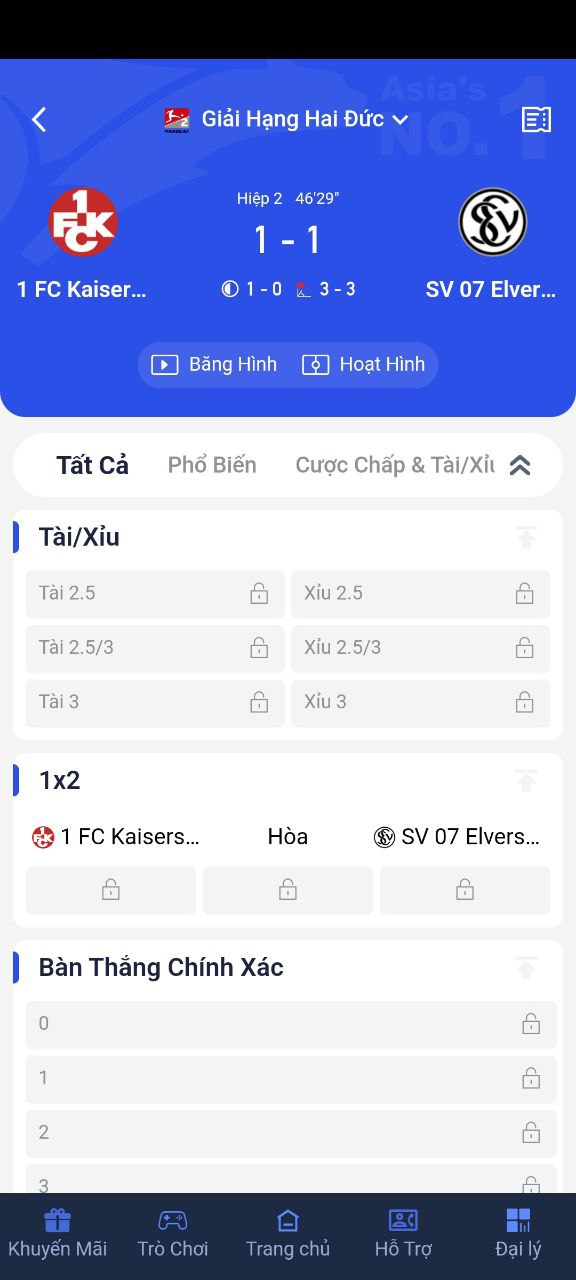 Asia's
NO.1
Giải Hạng Hai Đức
Hiệp 2 46'29"
1 - 1
1 FC Kaiser...
1 - 0 3 - 3
SV 07 Elver...
Băng Hình Hoạt Hình
Tất Cả Phổ Biến Cược Chấp & Tài/Xỉu
Tài/Xỉu
Tài 2.5 Xỉu 2.5
Tài 2.5/3 Xỉu 2.5/3
Tài 3 Xỉu 3
1x2
1 FC Kaisers... Hòa SV 07 Elvers...
Bàn Thắng Chính Xác
0
1
2
3
Khuyến Mãi Trò Chơi Trang chủ Hỗ Trợ Đại lý